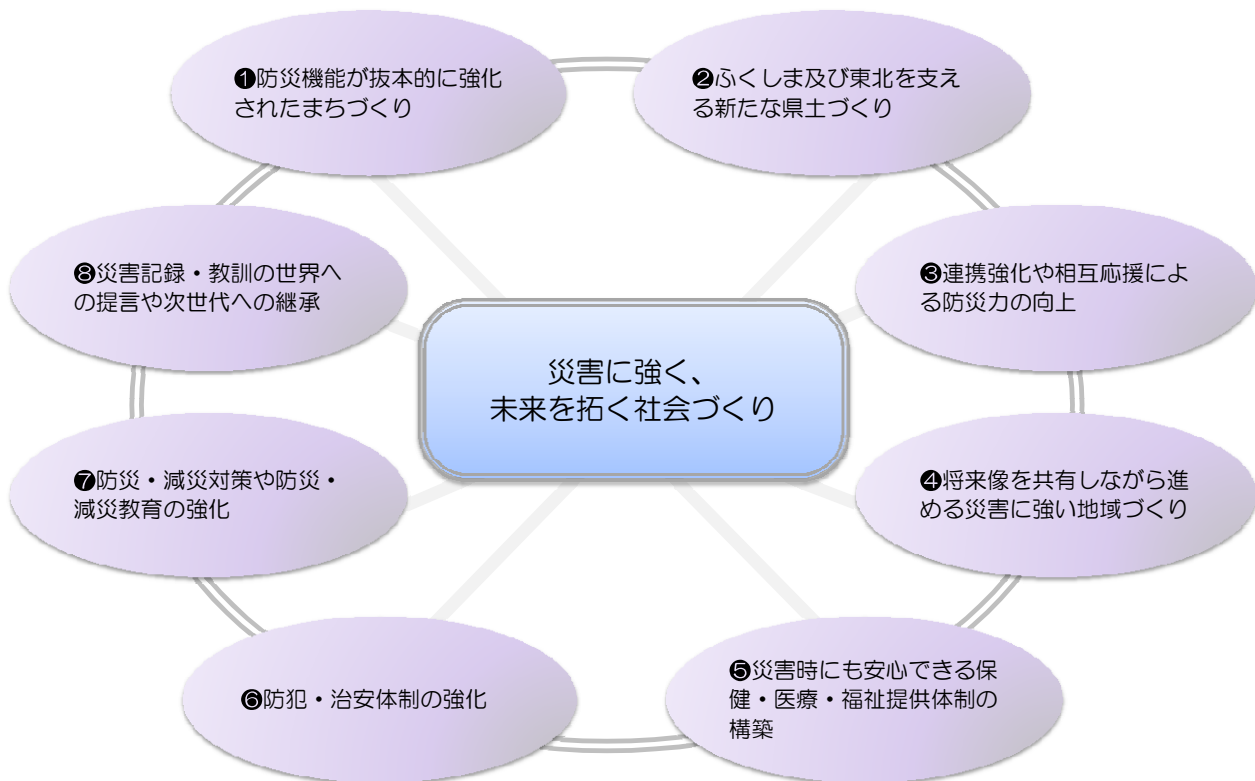 ❶防災機能が抜本的に強化
されたまちづくり
❷ふくしま及び東北を支え
る新たな県土づくり
❸連携強化や相互応援によ
る防災力の向上
❹将来像を共有しながら進
める災害に強い地域づくり
❺災害時にも安心できる保
健・医療・福祉提供体制の
構築
❻防犯・治安体制の強化
❼防災・減災対策や防災・
減災教育の強化
❽災害記録・教訓の世界へ
の提言や次世代への継承
災害に強く、
未来を拓く社会づくり